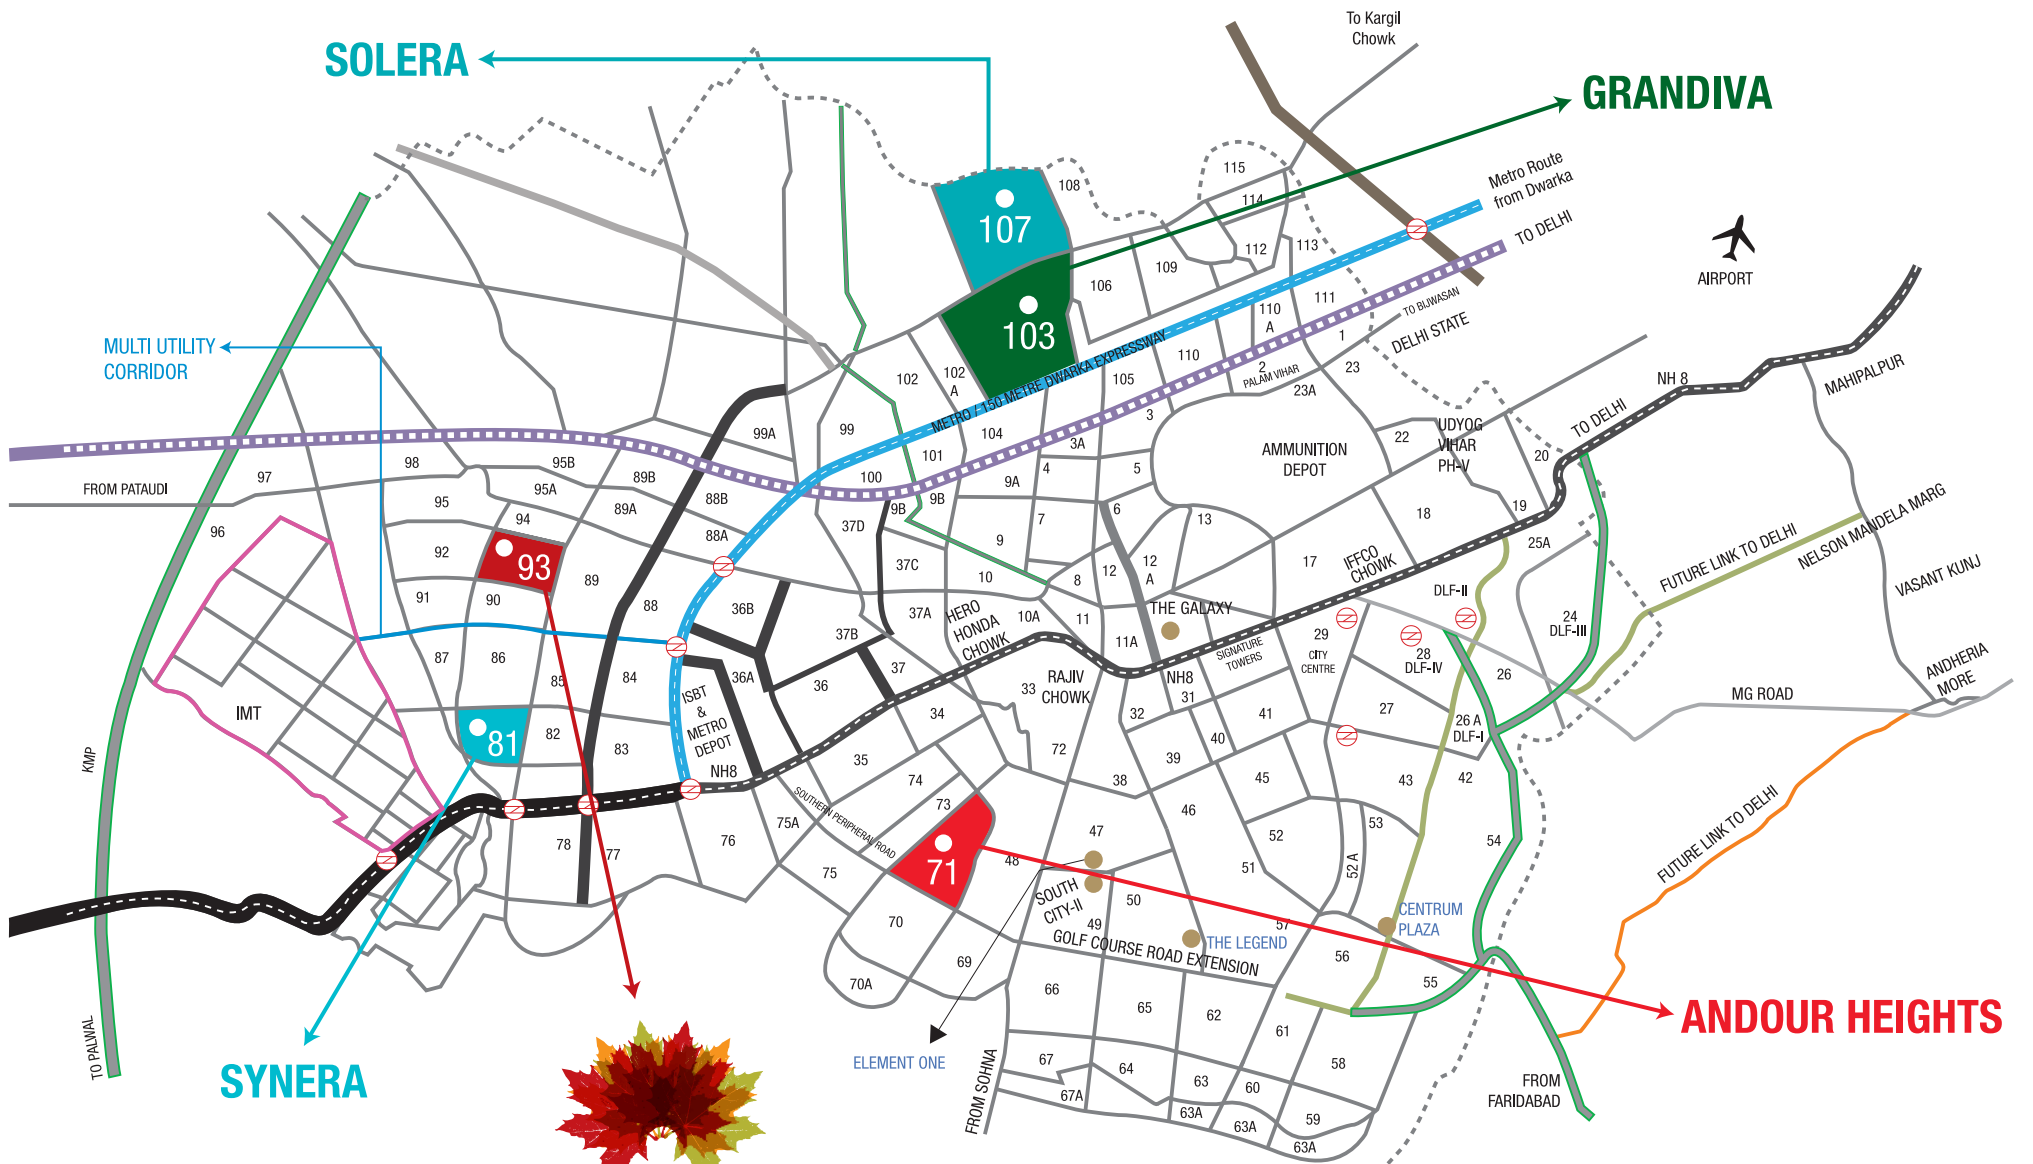 To Kargil
Chowk
SOLERA
GRANDIVA
115
108
114
Metro Route
from Dwarka
107
TO DELHI
112
113
109
AIRPORT
106
111
TO BIJWASAN
103
110
A
1
DELHI STATE
MULTI UTILITY
CORRIDOR
METRO / 150 METRE DWARKA EXPRESSWAY
110
2
PALAM VIHAR
23
23A
102
102
A
105
NH 8
MAHIPALPUR
3
TO DELHI
99A
99
104
3A
22
UDYOG
VIHAR
PH-V
AMMUNITION
DEPOT
20
98
95B
101
4
5
97
89B
100
9A
FROM PATAUDI
95
95A
88B
9B
9B
89A
6
19
94
37D
7
13
18
96
88A
9
25A
FUTURE LINK TO DELHI
NELSON MANDELA MARG
92
93
37C
10
8
12
12
A
17
IFFCO
CHOWK
89
VASANT KUNJ
91
90
88
36B
37A
HERO
HONDA
CHOWK
10A
11
THE GALAXY
DLF-II
24
DLF-III
37B
11A
SIGNATURE
TOWERS
29
CITY
CENTRE
28
DLF-IV
87
86
37
26
ANDHERIA
MORE
85
84
36A
36
33
RAJIV
CHOWK
NH8
31
MG ROAD
ISBT
&
METRO
DEPOT
IMT
34
32
41
27
26 A
DLF-I
81
82
83
72
40
39
KMP
NH8
35
74
38
45
43
42
SOUTHERN PERIPHERAL ROAD
73
46
75A
47
52
53
54
78
77
76
71
48
51
52 A
FUTURE LINK TO DELHI
75
SOUTH
CITY-II
50
70
49
57
CENTRUM
PLAZA
THE LEGEND
GOLF COURSE ROAD EXTENSION
69
56
70A
66
55
65
62
61
ANDOUR HEIGHTS
TO PALWAL
ELEMENT ONE
67
64
58
SYNERA
63
60
67A
FROM SOHNA
63A
59
63A
63A
FROM
FARIDABAD